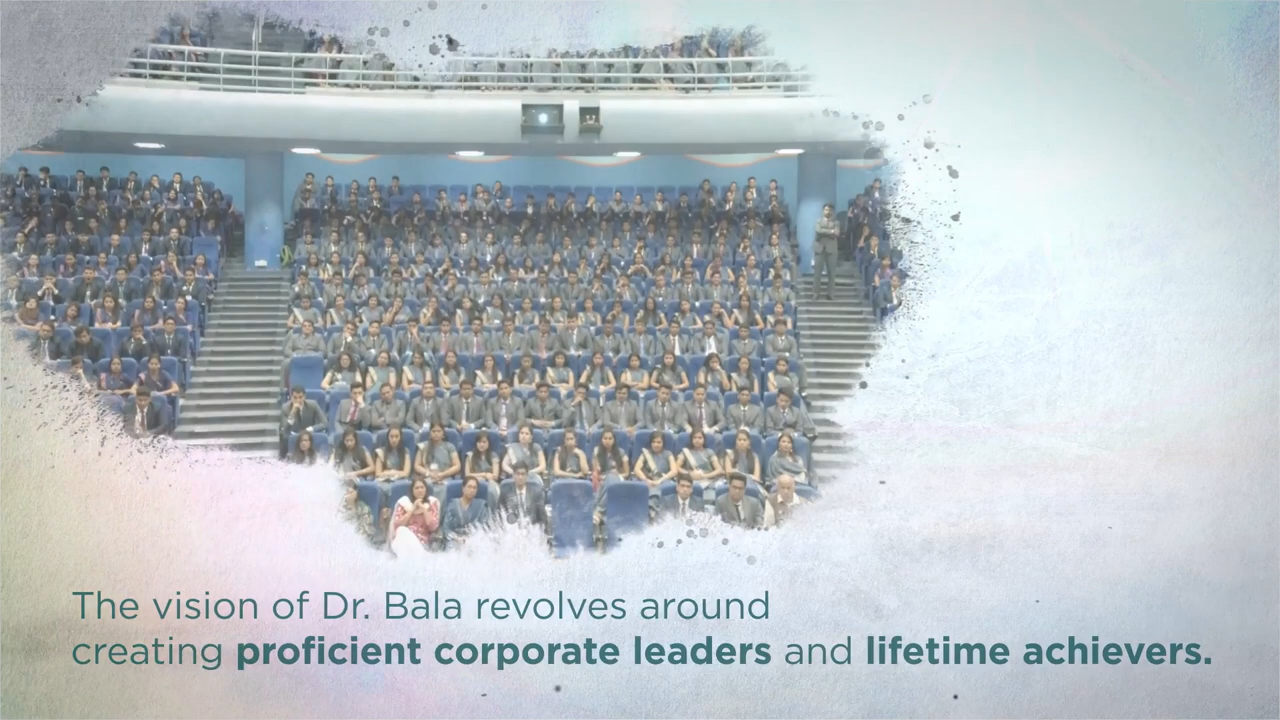 The vision of Dr. Bala revolves around
creating proficient corporate leaders and lifetime achievers.